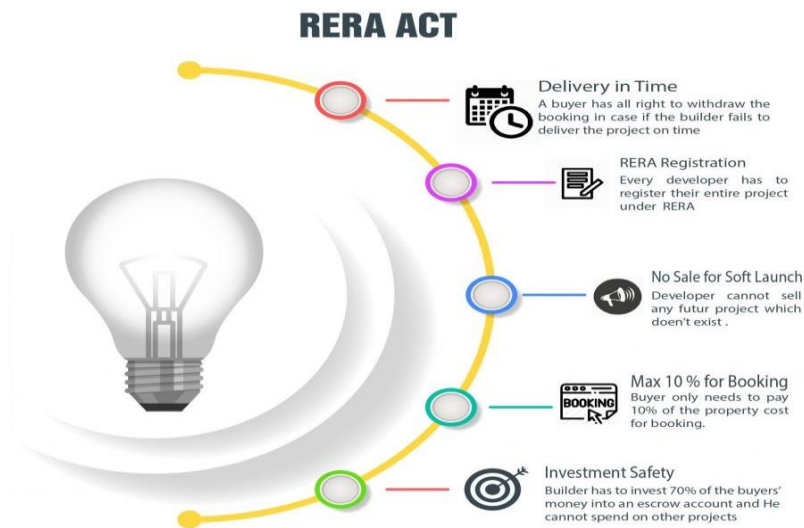 RERA ACT
Delivery in Time
A buyer has all right to withdraw the
booking in case if the builder fails to
deliver the project on time
RERA Registration
Every developer has to
register their entire project
under RERA
No Sale for Soft Launch
Developer cannot sell
any futur project which
doen't exist .
Max 10 % for Booking
BOOKING
Buyer only needs to pay
10% of the property cost
for booking.
Investment Safety
Builder has to invest 70% of the buyers'
money into an escrow account and He
cannot spend on other projects